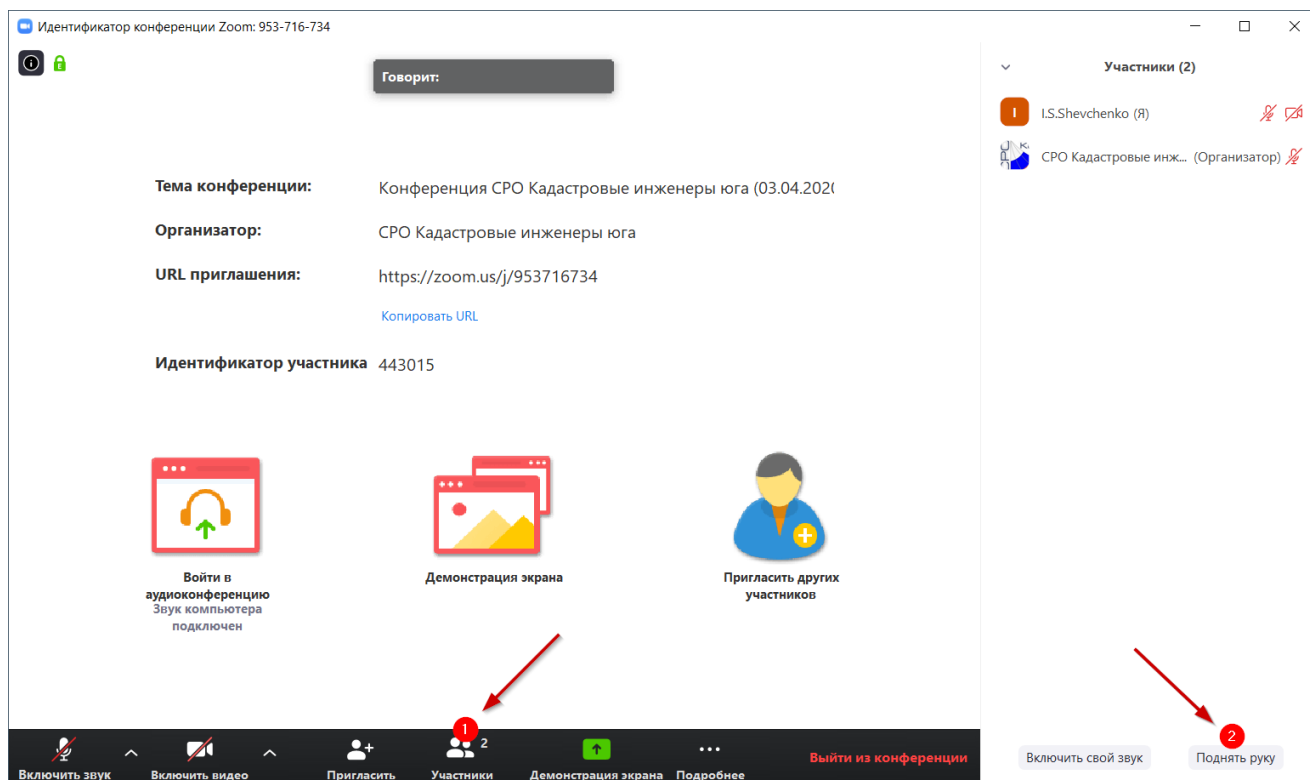 Идентификатор конференции Zoom: 953-716-734
Говорит:
Тема конференции: Конференция СРО Кадастровые инженеры юга (03.04.202
Организатор: СРО Кадастровые инженеры юга
URL приглашения: https://zoom.us/j/953716734
Копировать URL
Идентификатор участника 443015
Войти в
аудиоконференцию
Звук компьютера
подключен
Демонстрация экрана
Пригласить других
участников
1
Включить звук
Включить видео
Пригласить
Участники 2
Демонстрация экрана
Подробнее
Выйти из конференции
Участники (2)
I I.S.Shevchenko (Я)
СРО Кадастровые инж... (Организатор)
2
Включить свой звук
Поднять руку